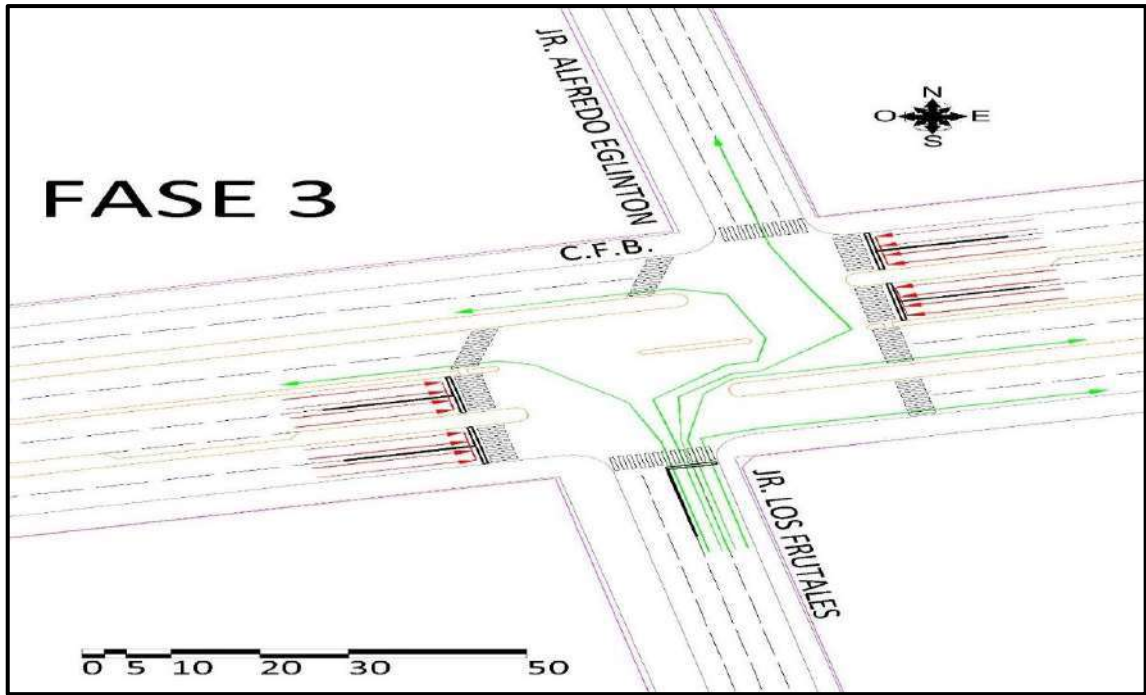 JR. ALFREDO EGLINTON
N
O E
S
FASE 3
C.F.B.
JR. LOS FRUTALES
0 5 10 20 30 50